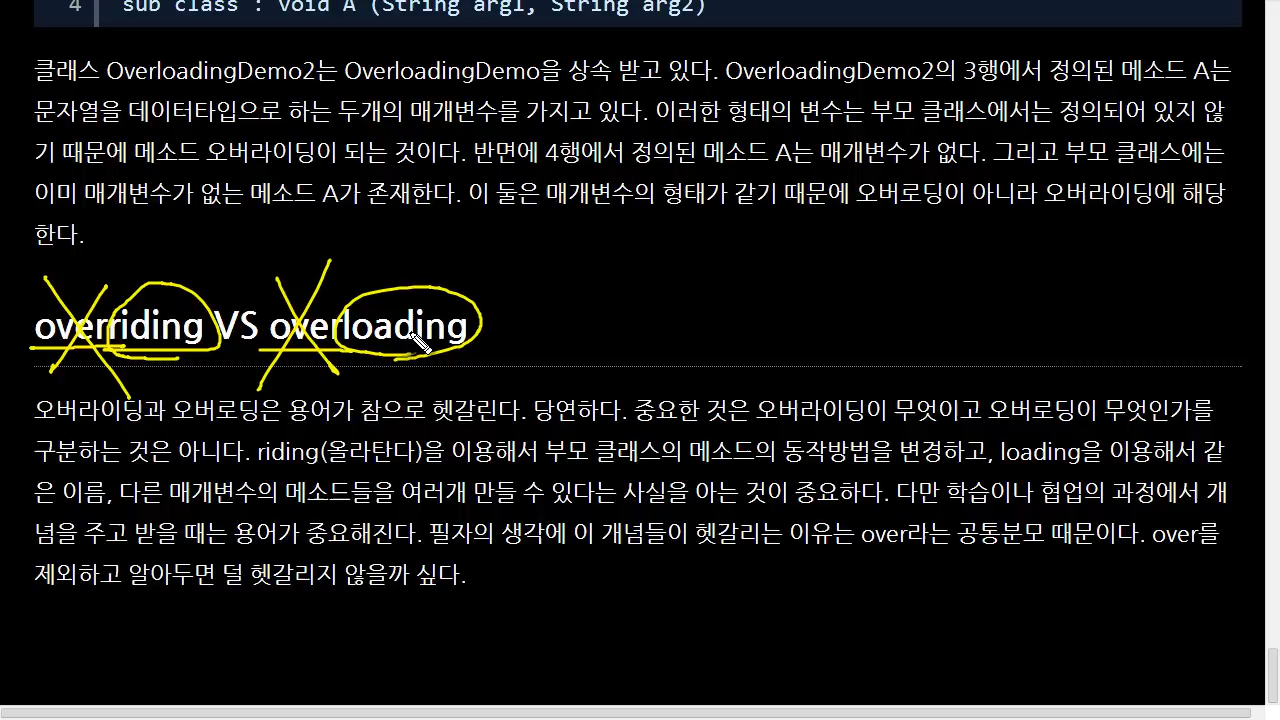 4 sub class : void A (String arg1, String arg2)
클래스 OverloadingDemo2는 OverloadingDemo을 상속 받고 있다. OverloadingDemo2의 3행에서 정의된 메소드 A는
문자열을 데이터타입으로 하는 두개의 매개변수를 가지고 있다. 이러한 형태의 변수는 부모 클래스에서는 정의되어 있지 않
기 때문에 메소드 오버라이딩이 되는 것이다. 반면에 4행에서 정의된 메소드 A는 매개변수가 없다. 그리고 부모 클래스에는
이미 매개변수가 없는 메소드 A가 존재한다. 이 둘은 매개변수의 형태가 같기 때문에 오버로딩이 아니라 오버라이딩에 해당
한다.
overriding VS overloading
오버라이딩과 오버로딩은 용어가 참으로 헷갈린다. 당연하다. 중요한 것은 오버라이딩이 무엇이고 오버로딩이 무엇인가를
구분하는 것은 아니다. riding(올라탄다)을 이용해서 부모 클래스의 메소드의 동작방법을 변경하고, loading을 이용해서 같
은 이름, 다른 매개변수의 메소드들을 여러개 만들 수 있다는 사실을 아는 것이 중요하다. 다만 학습이나 협업의 과정에서 개
념을 주고 받을 때는 용어가 중요해진다. 필자의 생각에 이 개념들이 헷갈리는 이유는 over라는 공통분모 때문이다. over를
제외하고 알아두면 덜 헷갈리지 않을까 싶다.